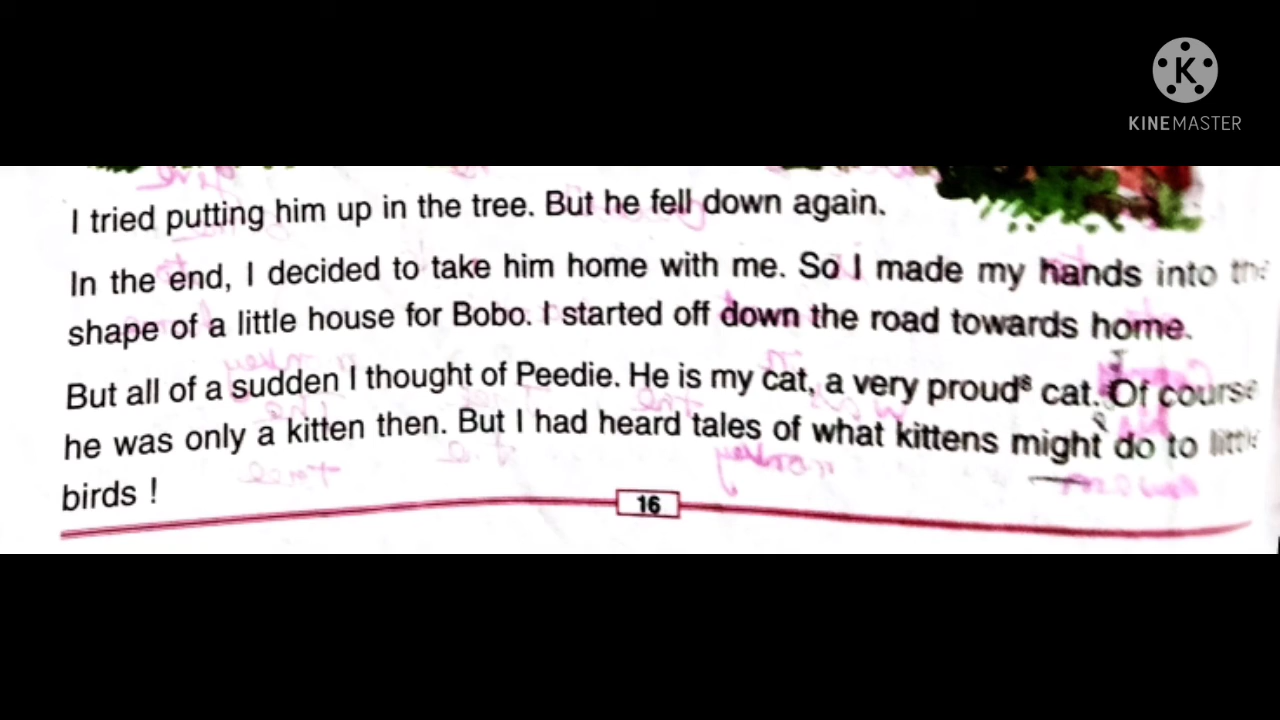 KINEMASTER
I tried putting him up in the tree. But he fell down again.
In the end, I decided to take him home with me. So I made my hands into the
shape of a little house for Bobo. I started off down the road towards home.
But all of a sudden I thought of Peedie. He is my cat, a very proud⁸ cat. Of course
he was only a kitten then. But I had heard tales of what kittens might do to little
birds !
16